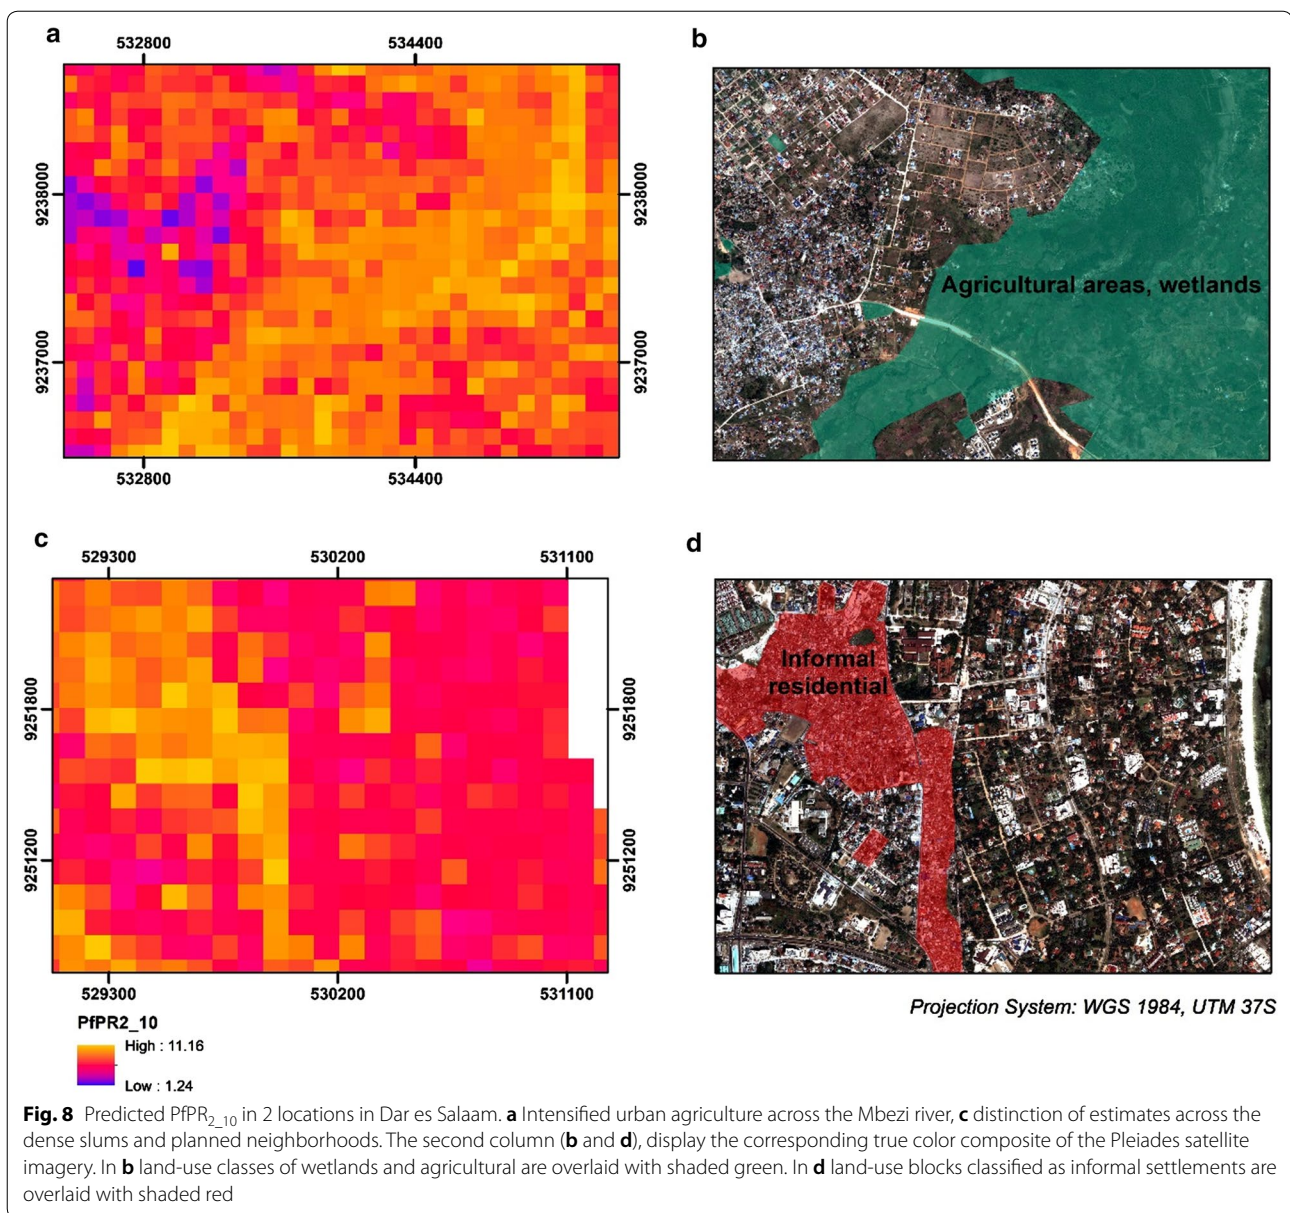 a
532800
534400
9238000
9238000
9237000
9237000
532800
534400
b
Agricultural areas, wetlands
c
529300
530200
531100
9251800
9251800
9251200
9251200
529300
530200
531100
d
Informal
residential
Projection System: WGS 1984, UTM 37S
PfPR2_10
High : 11.16
Low : 1.24
Fig. 8 Predicted PfPR2_10 in 2 locations in Dar es Salaam. a Intensified urban agriculture across the Mbezi river, c distinction of estimates across the
dense slums and planned neighborhoods. The second column (b and d), display the corresponding true color composite of the Pleiades satellite
imagery. In b land-use classes of wetlands and agricultural are overlaid with shaded green. In d land-use blocks classified as informal settlements are
overlaid with shaded red